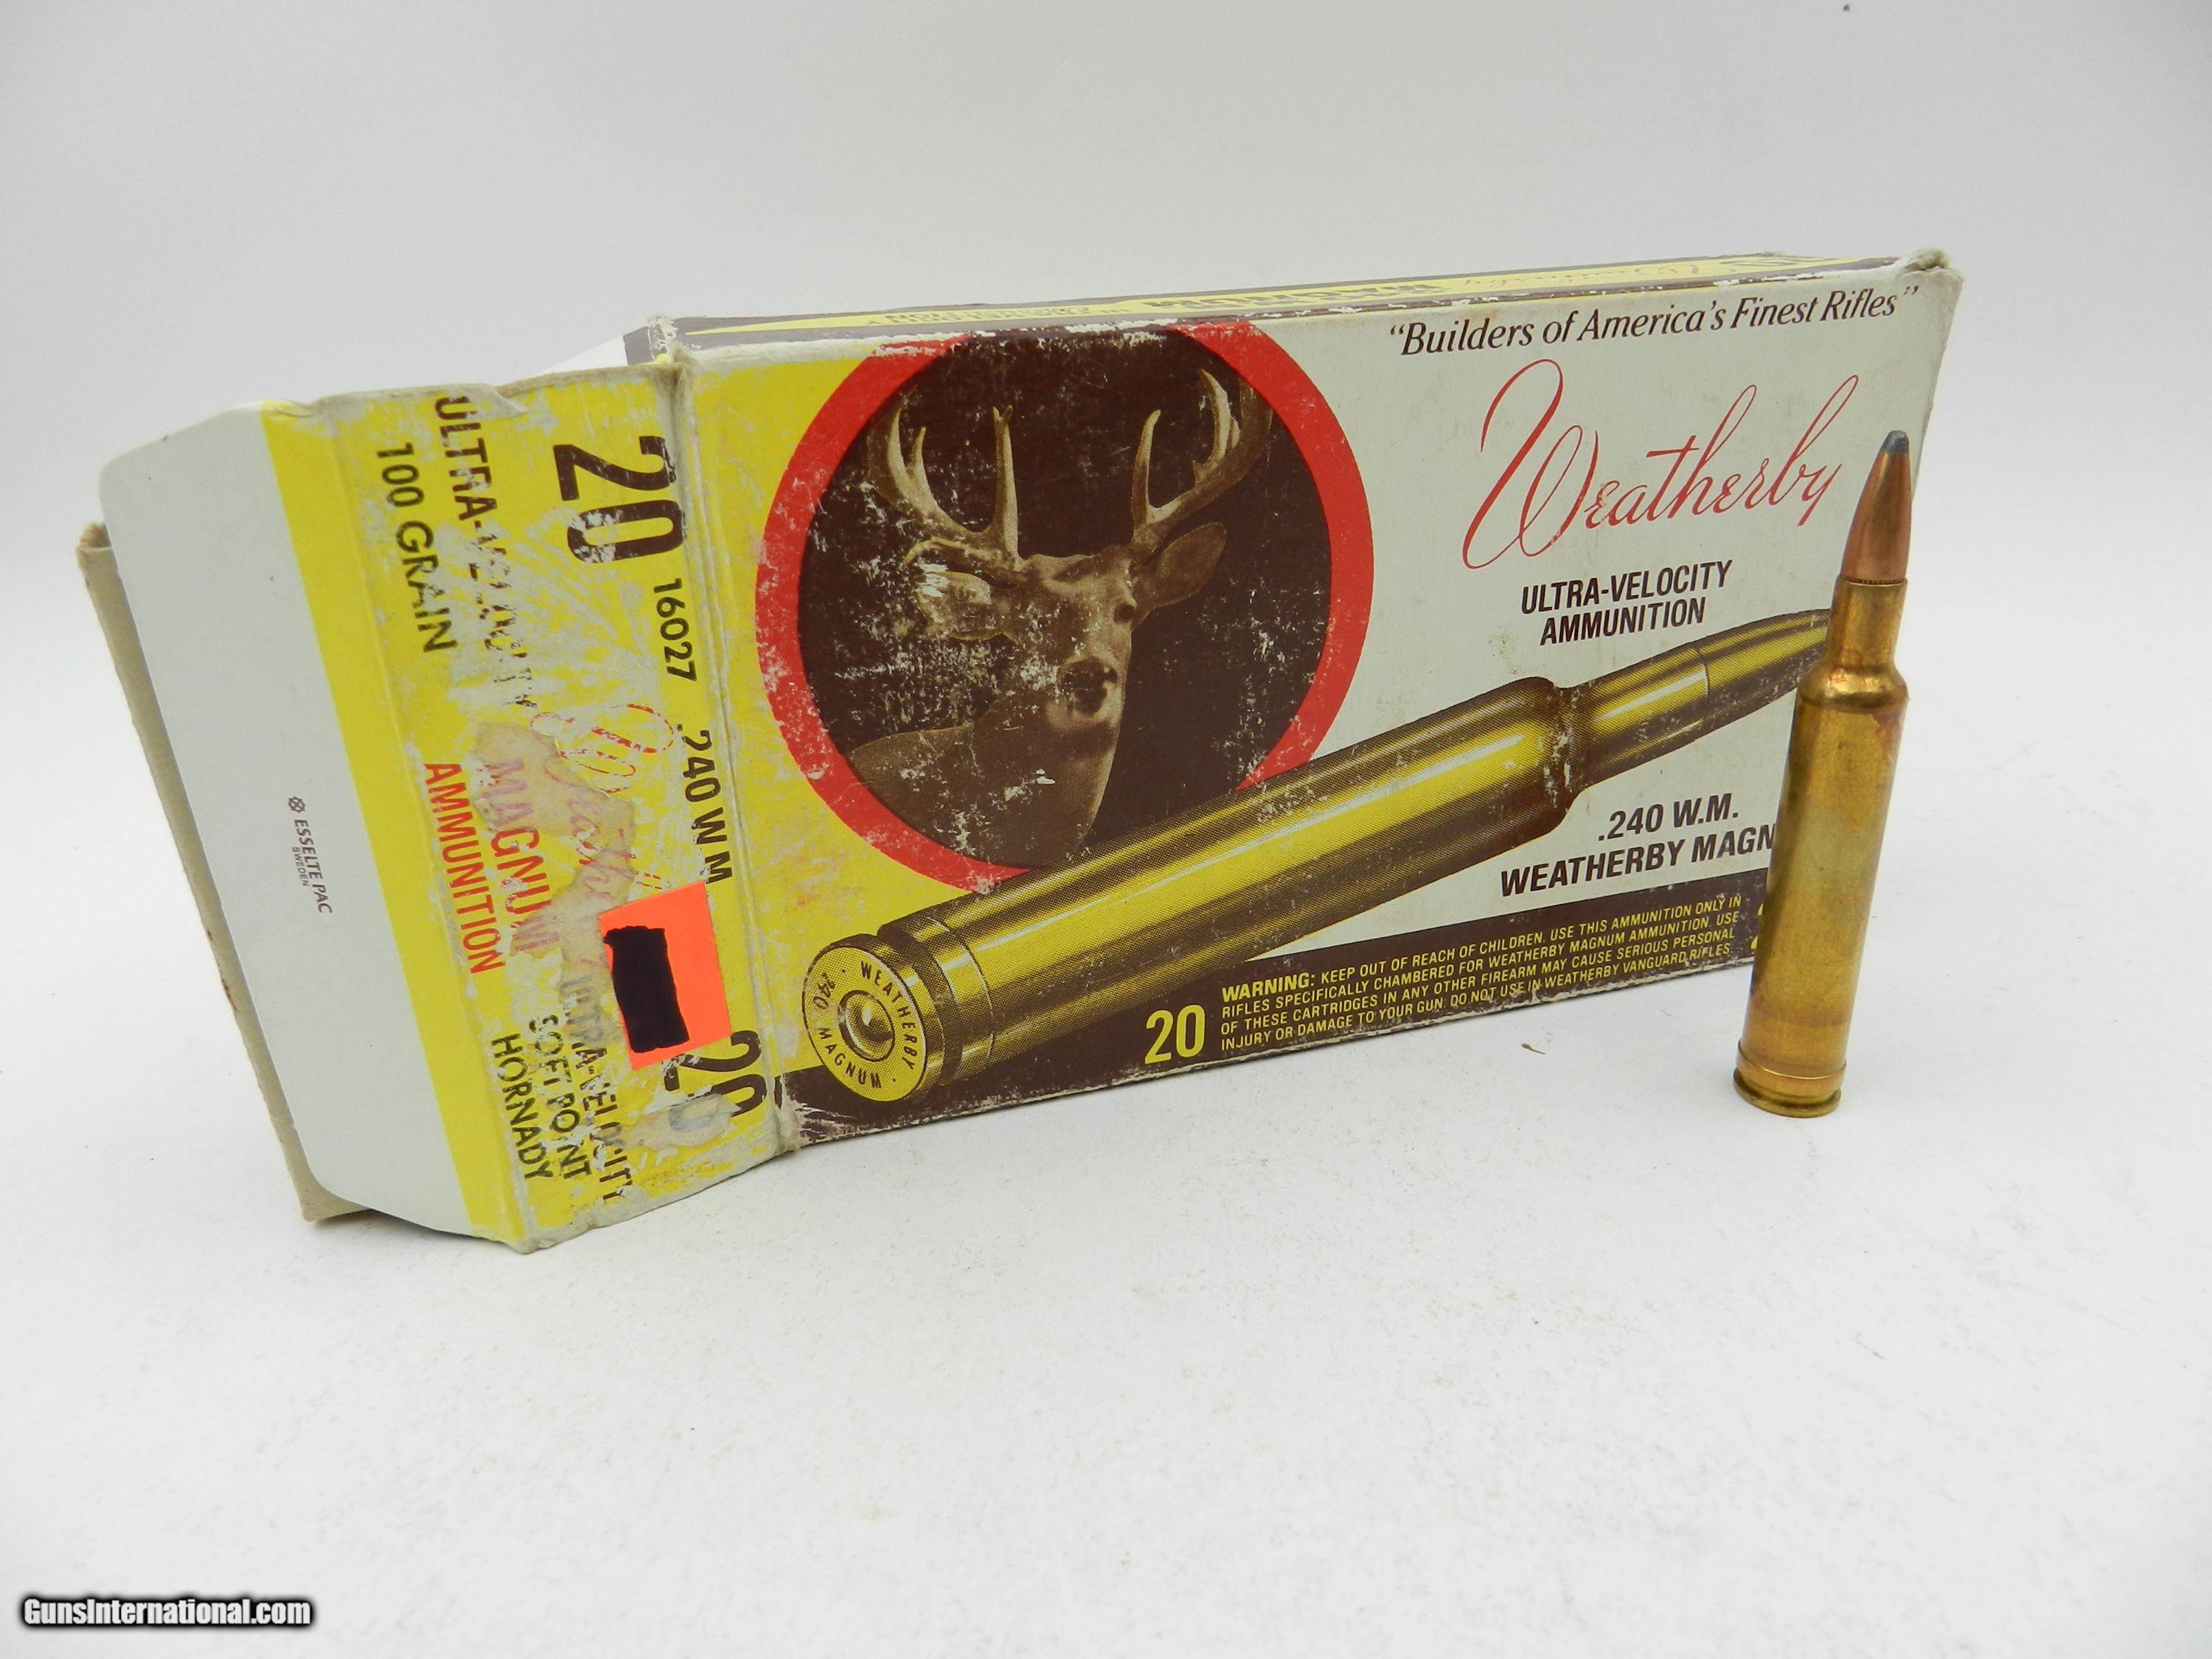 "Builders of America's Finest Rifles"
Weatherby
ULTRA-VELOCITY
AMMUNITION
.240 W.M.
WEATHERBY MAGN
20
WARNING: KEEP OUT OF REACH OF CHILDREN. USE THIS AMMUNITION ONLY IN
RIFLES SPECIFICALLY CHAMBERED FOR WEATHERBY MAGNUM AMMUNITION. USE
OF THESE CARTRIDGES IN ANY OTHER FIREARM MAY CAUSE SERIOUS PERSONAL
INJURY OR DAMAGE TO YOUR GUN. DO NOT USE IN WEATHERBY VANGUARD RIFLES.
· WEATHERBY ·
240 MAGNUM
20 16027 .240 W.M. 20
ULTRA-VELOCITY
100 GRAIN
MAGNUM
AMMUNITION
ULTRA-VELOCITY
SOFT POINT
HORNADY
ESSELTE PAC
SWEDEN
GunsInternational.com